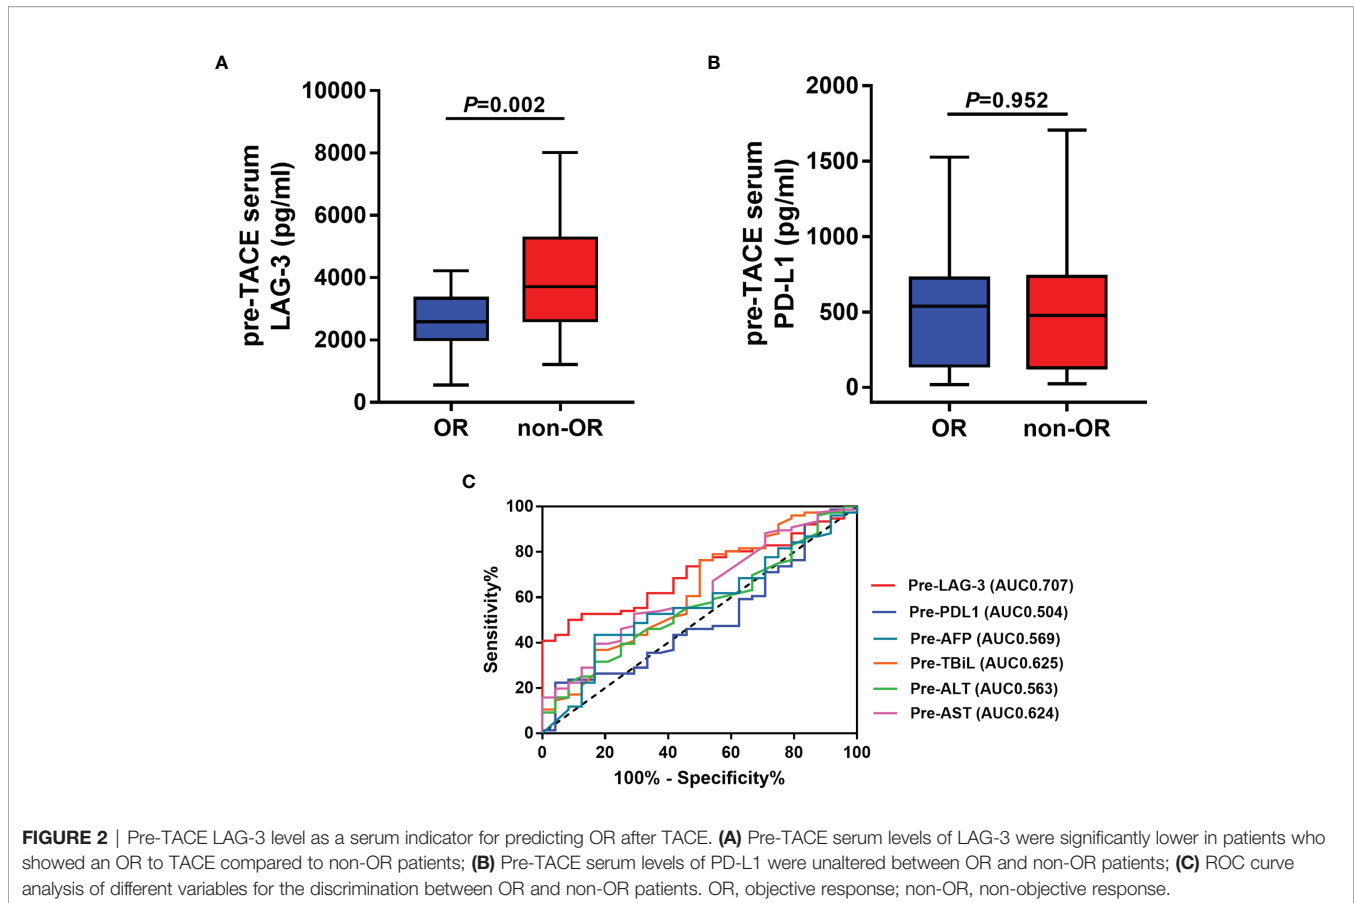 A
pre-TACE serum
LAG-3 (pg/ml)
10000
8000
6000
4000
2000
0
P=0.002
OR
non-OR
B
pre-TACE serum
PD-L1 (pg/ml)
2000
1500
1000
500
0
P=0.952
OR
non-OR
C
Sensitivity%
100
80
60
40
20
0
0
20
40
60
80
100
100% - Specificity%
Pre-LAG-3 (AUC0.707)
Pre-PDL1 (AUC0.504)
Pre-AFP (AUC0.569)
Pre-TBiL (AUC0.625)
Pre-ALT (AUC0.563)
Pre-AST (AUC0.624)
FIGURE 2 | Pre-TACE LAG-3 level as a serum indicator for predicting OR after TACE. (A) Pre-TACE serum levels of LAG-3 were significantly lower in patients who
showed an OR to TACE compared to non-OR patients; (B) Pre-TACE serum levels of PD-L1 were unaltered between OR and non-OR patients; (C) ROC curve
analysis of different variables for the discrimination between OR and non-OR patients. OR, objective response; non-OR, non-objective response.